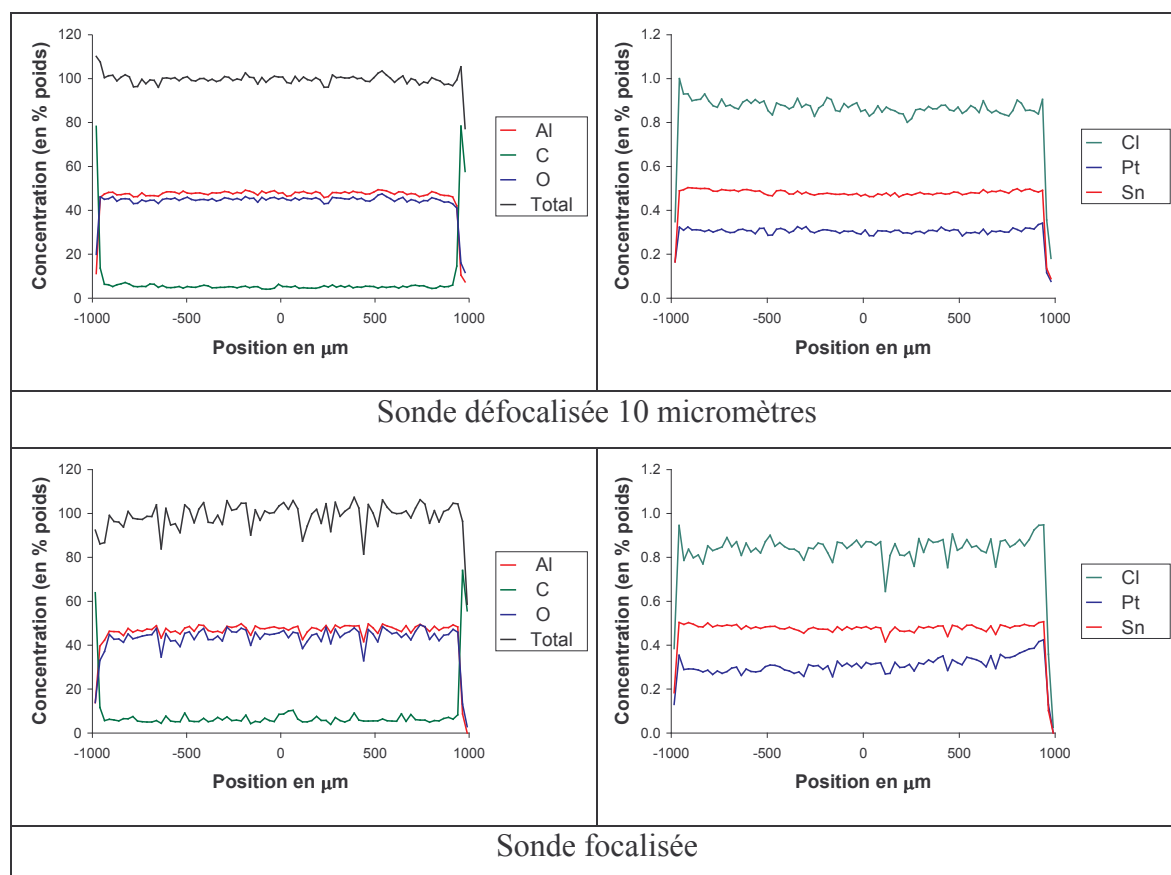 120
100
80
60
40
20
0
Concentration (en % poids)
-1000
-500
0
500
1000
Position en μm
Al
C
O
Total
1.2
1.0
0.8
0.6
0.4
0.2
0.0
Concentration (en % poids)
-1000
-500
0
500
1000
Position en μm
Cl
Pt
Sn
Sonde défocalisée 10 micromètres
120
100
80
60
40
20
0
Concentration (en % poids)
-1000
-500
0
500
1000
Position en μm
Al
C
O
Total
1.2
1.0
0.8
0.6
0.4
0.2
0.0
Concentration (en % poids)
-1000
-500
0
500
1000
Position en μm
Cl
Pt
Sn
Sonde focalisée